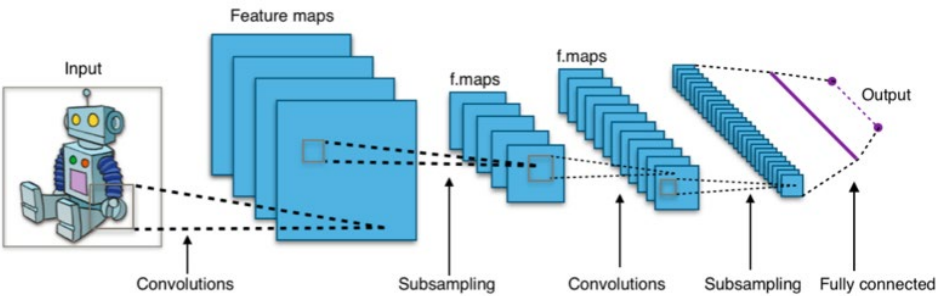 Feature maps
Input
f.maps
f.maps
Output
Convolutions
Subsampling
Convolutions
Subsampling
Fully connected